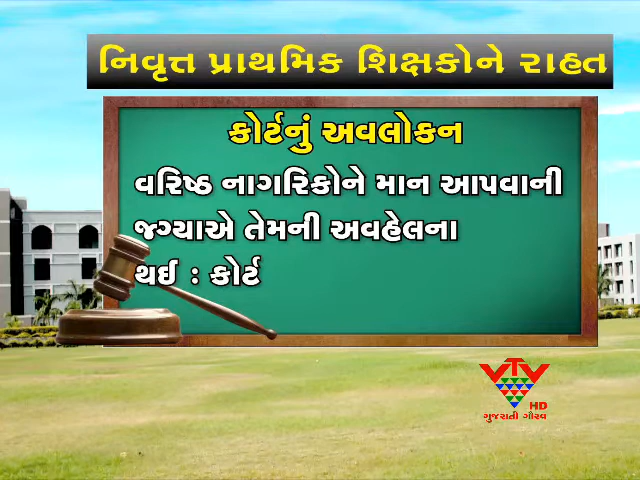 નિવૃત્ત પ્રાથમિક શિક્ષકોને રાહત
કોર્ટનું અવલોકન
વરિષ્ઠ નાગરિકોને માન આપવાની
જગ્યાએ તેમની અવહેલના
થઈ : કોર્ટ
VTV
HD
ગુજરાતી ગૌરવ